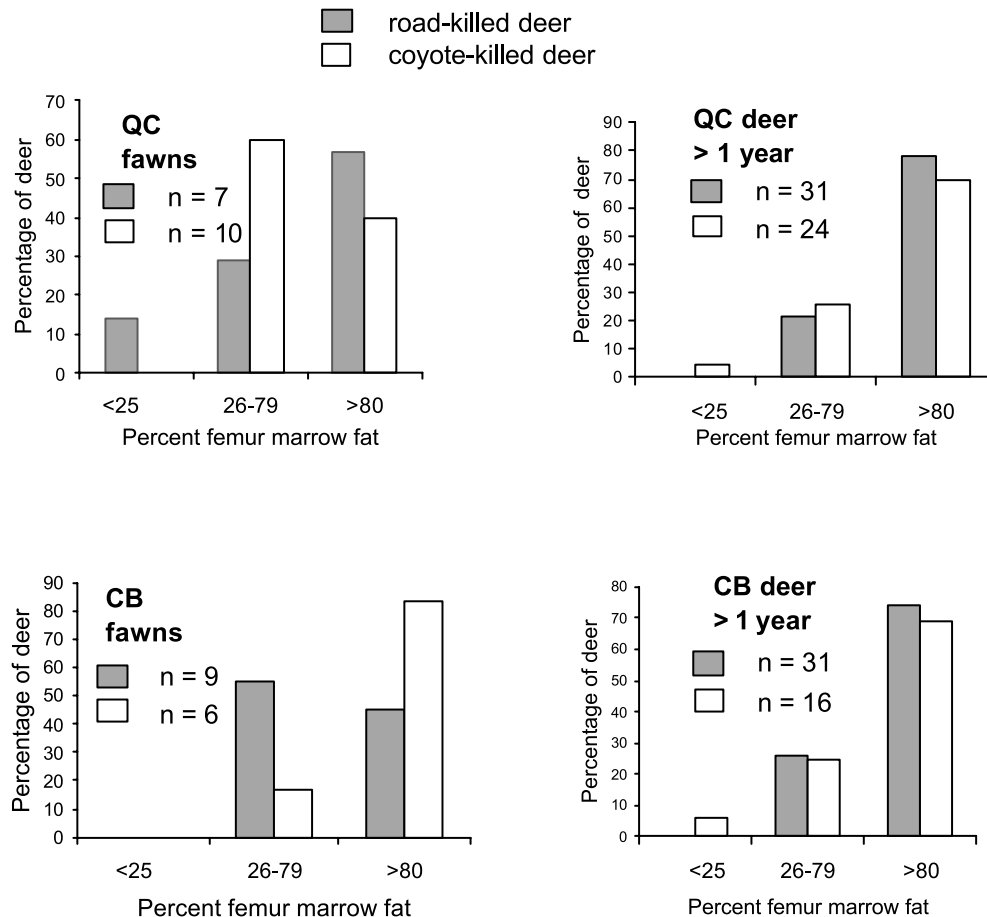 road-killed deer
coyote-killed deer
QC
fawns
n = 7
n = 10
Percentage of deer
70
60
50
40
30
20
10
0
<25 26-79 >80
Percent femur marrow fat
QC deer
> 1 year
n = 31
n = 24
Percentage of deer
90
80
70
60
50
40
30
20
10
0
<25 26-79 >80
Percent femur marrow fat
CB
fawns
n = 9
n = 6
Percentage of deer
90
80
70
60
50
40
30
20
10
0
<25 26-79 >80
Percent femur marrow fat
CB deer
> 1 year
n = 31
n = 16
Percentage of deer
80
70
60
50
40
30
20
10
0
<25 26-79 >80
Percent femur marrow fat